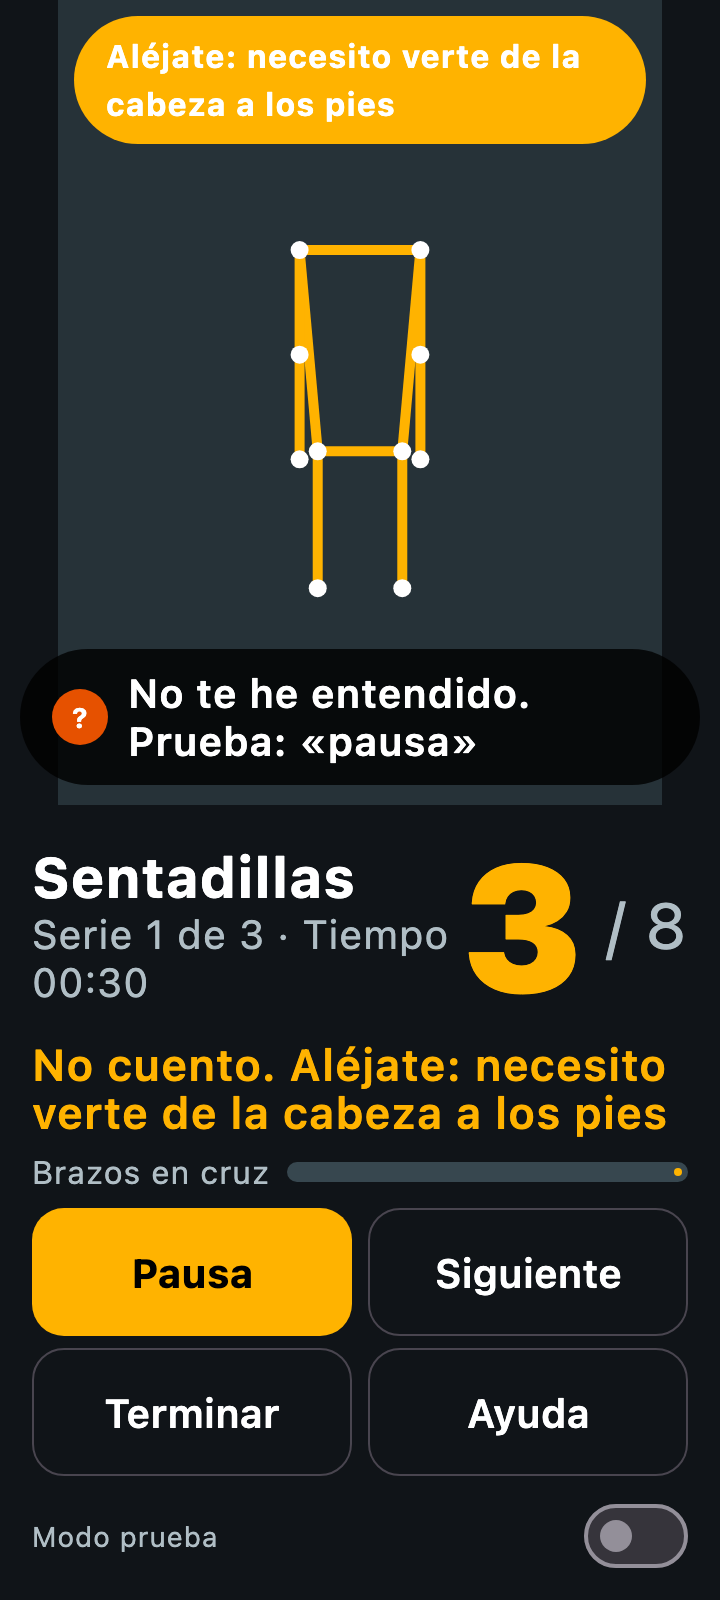 Aléjate: necesito verte de la
cabeza a los pies
?
No te he entendido.
Prueba: «pausa»
Sentadillas
Serie 1 de 3 · Tiempo
00:30
3 / 8
No cuento. Aléjate: necesito
verte de la cabeza a los pies
Brazos en cruz
Pausa
Siguiente
Terminar
Ayuda
Modo prueba